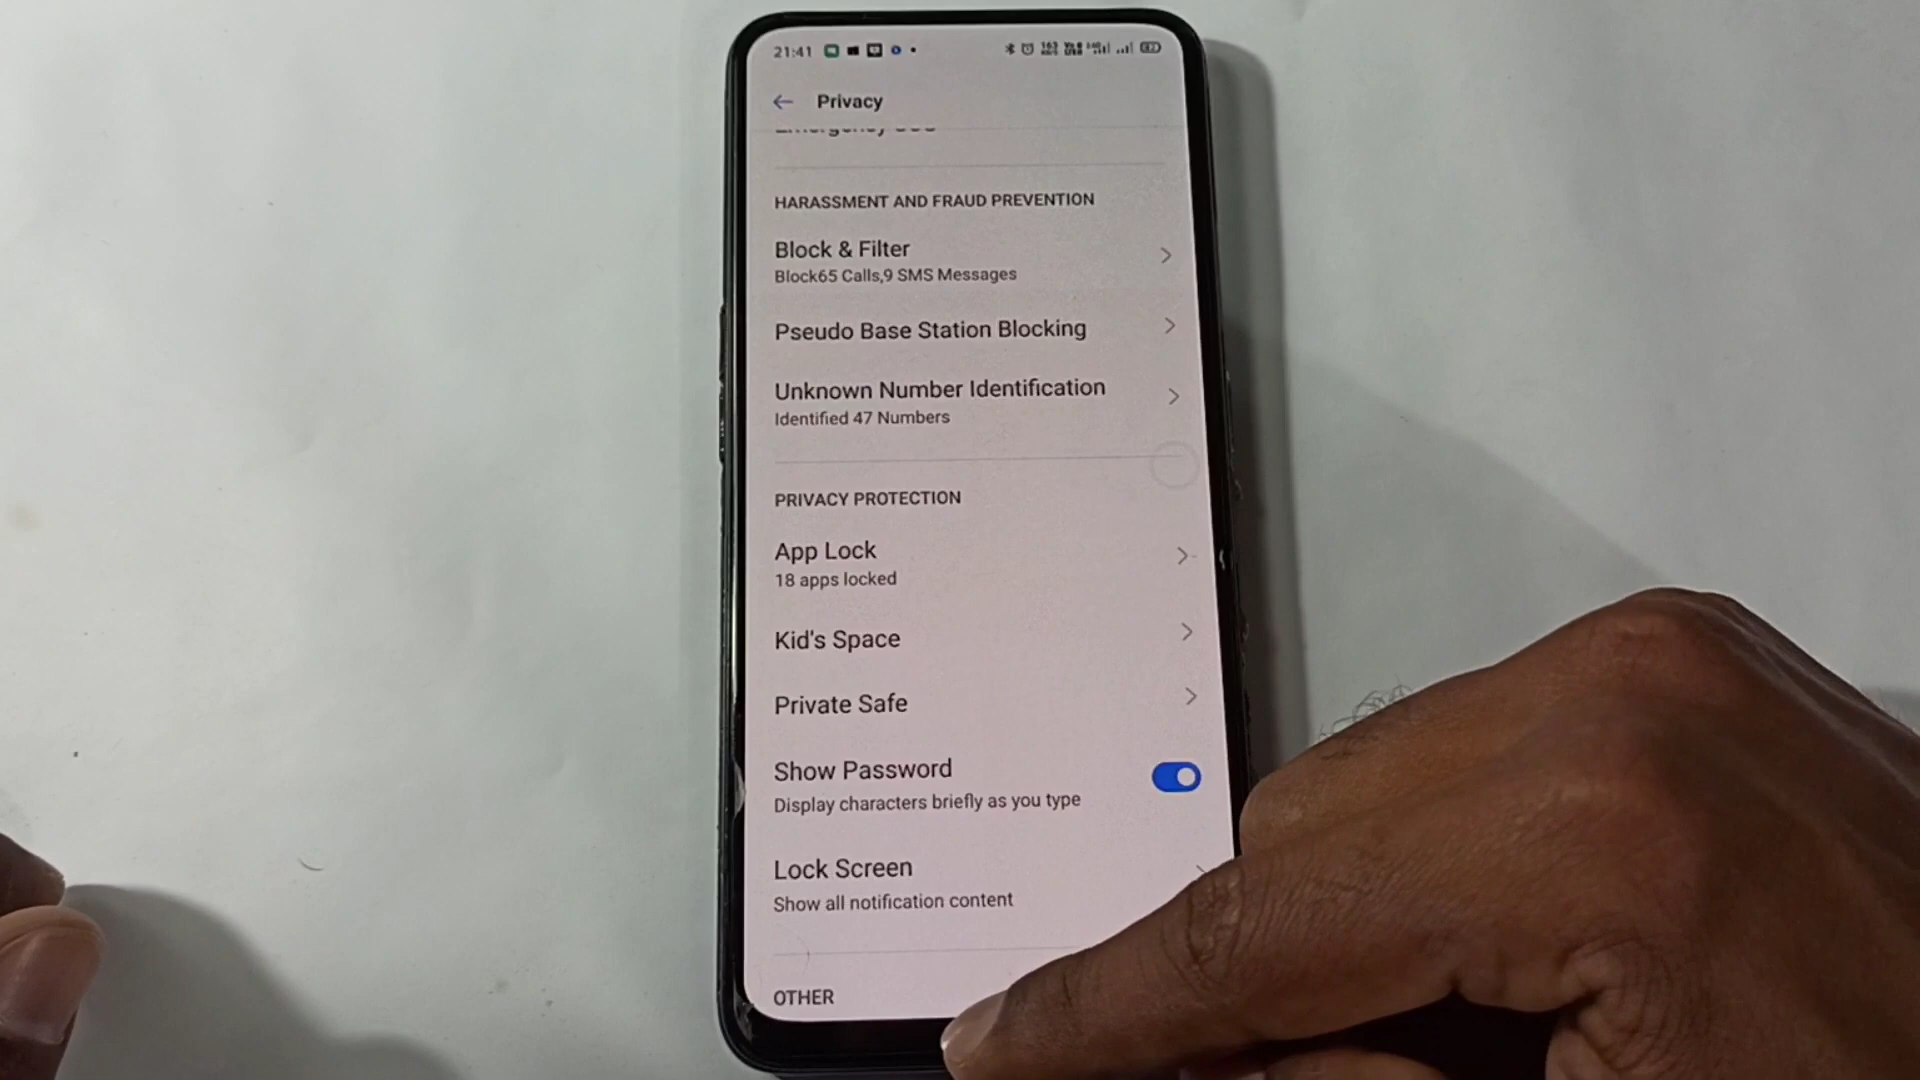 21:41
Privacy
HARASSMENT AND FRAUD PREVENTION
Block & Filter
Block65 Calls,9 SMS Messages
Pseudo Base Station Blocking
Unknown Number Identification
Identified 47 Numbers
PRIVACY PROTECTION
App Lock
18 apps locked
Kid's Space
Private Safe
Show Password
Display characters briefly as you type
Lock Screen
Show all notification content
OTHER